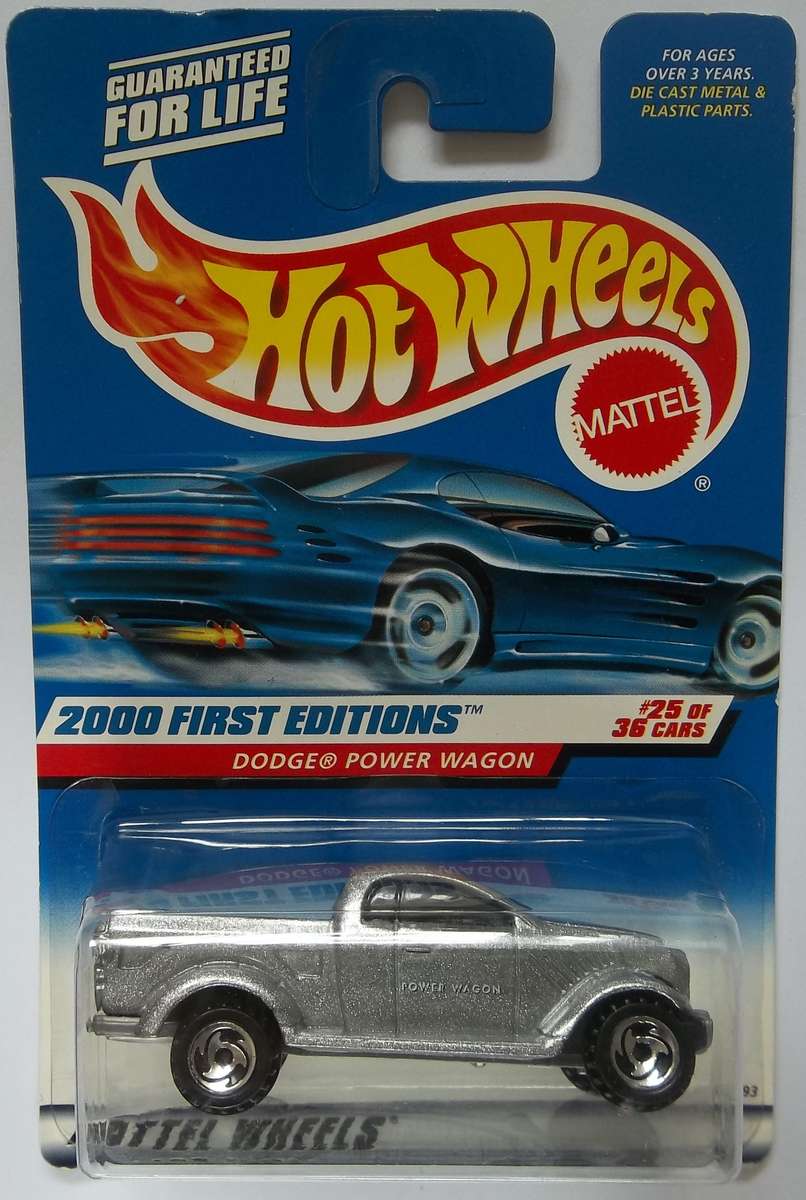 GUARANTEED
FOR LIFE
FOR AGES
OVER 3 YEARS.
DIE CAST METAL &
PLASTIC PARTS.
HOT WHEELS
MATTEL
®
2000 FIRST EDITIONS™
#25 OF
36 CARS
DODGE® POWER WAGON
POWER WAGON
93
WHEELS